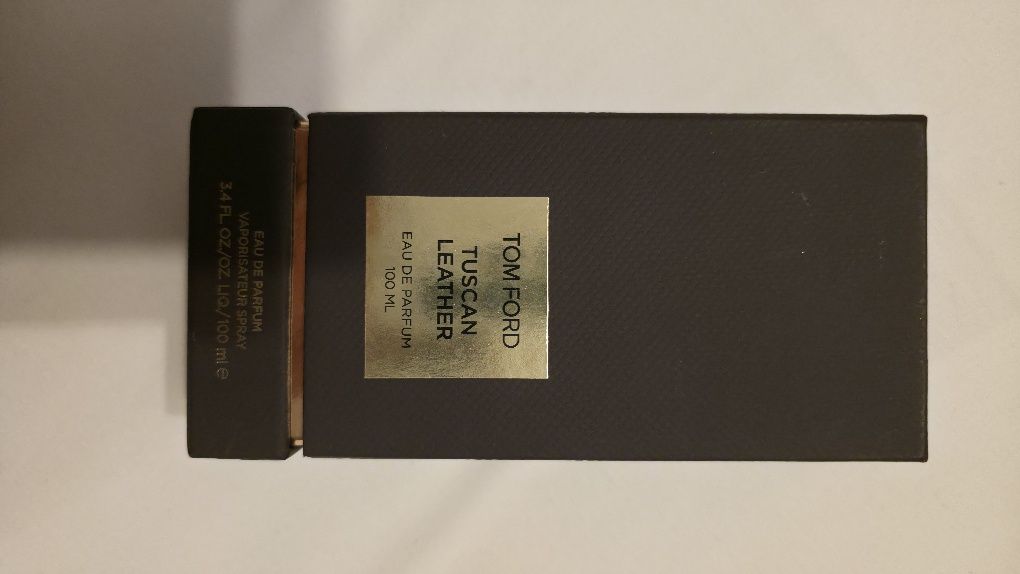 TOM FORD
TUSCAN
LEATHER
EAU DE PARFUM
100 ML
EAU DE PARFUM
VAPORISATEUR SPRAY
3.4 FL.OZ./OZ. LIQ./100 ml ℮